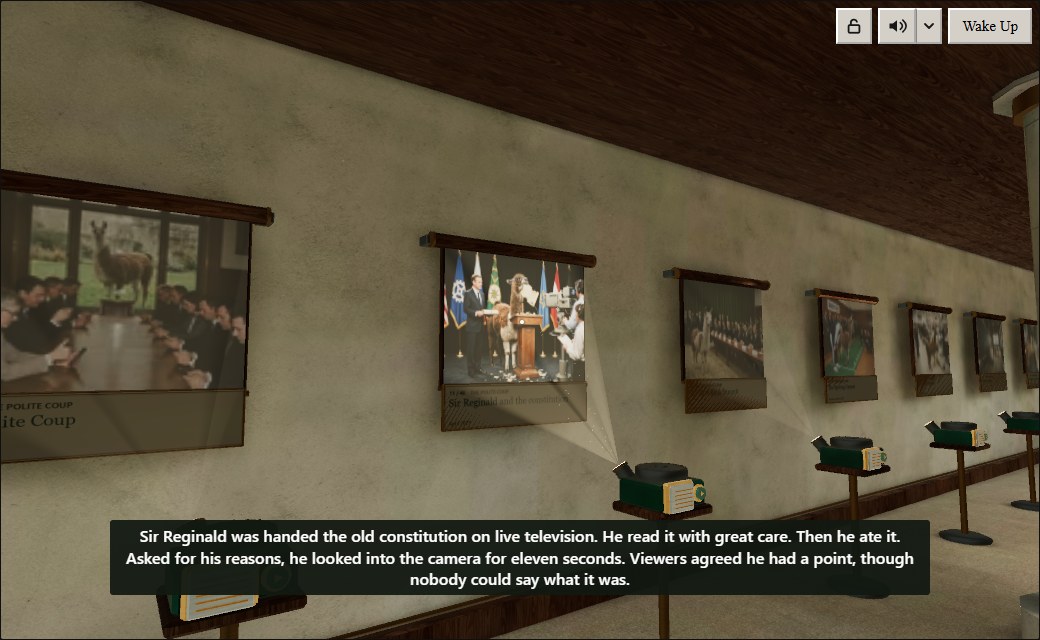 Wake Up
POLITE COUP
ite Coup
Sir Reginald and the constitution
Sir Reginald was handed the old constitution on live television. He read it with great care. Then he ate it.
Asked for his reasons, he looked into the camera for eleven seconds. Viewers agreed he had a point, though
nobody could say what it was.